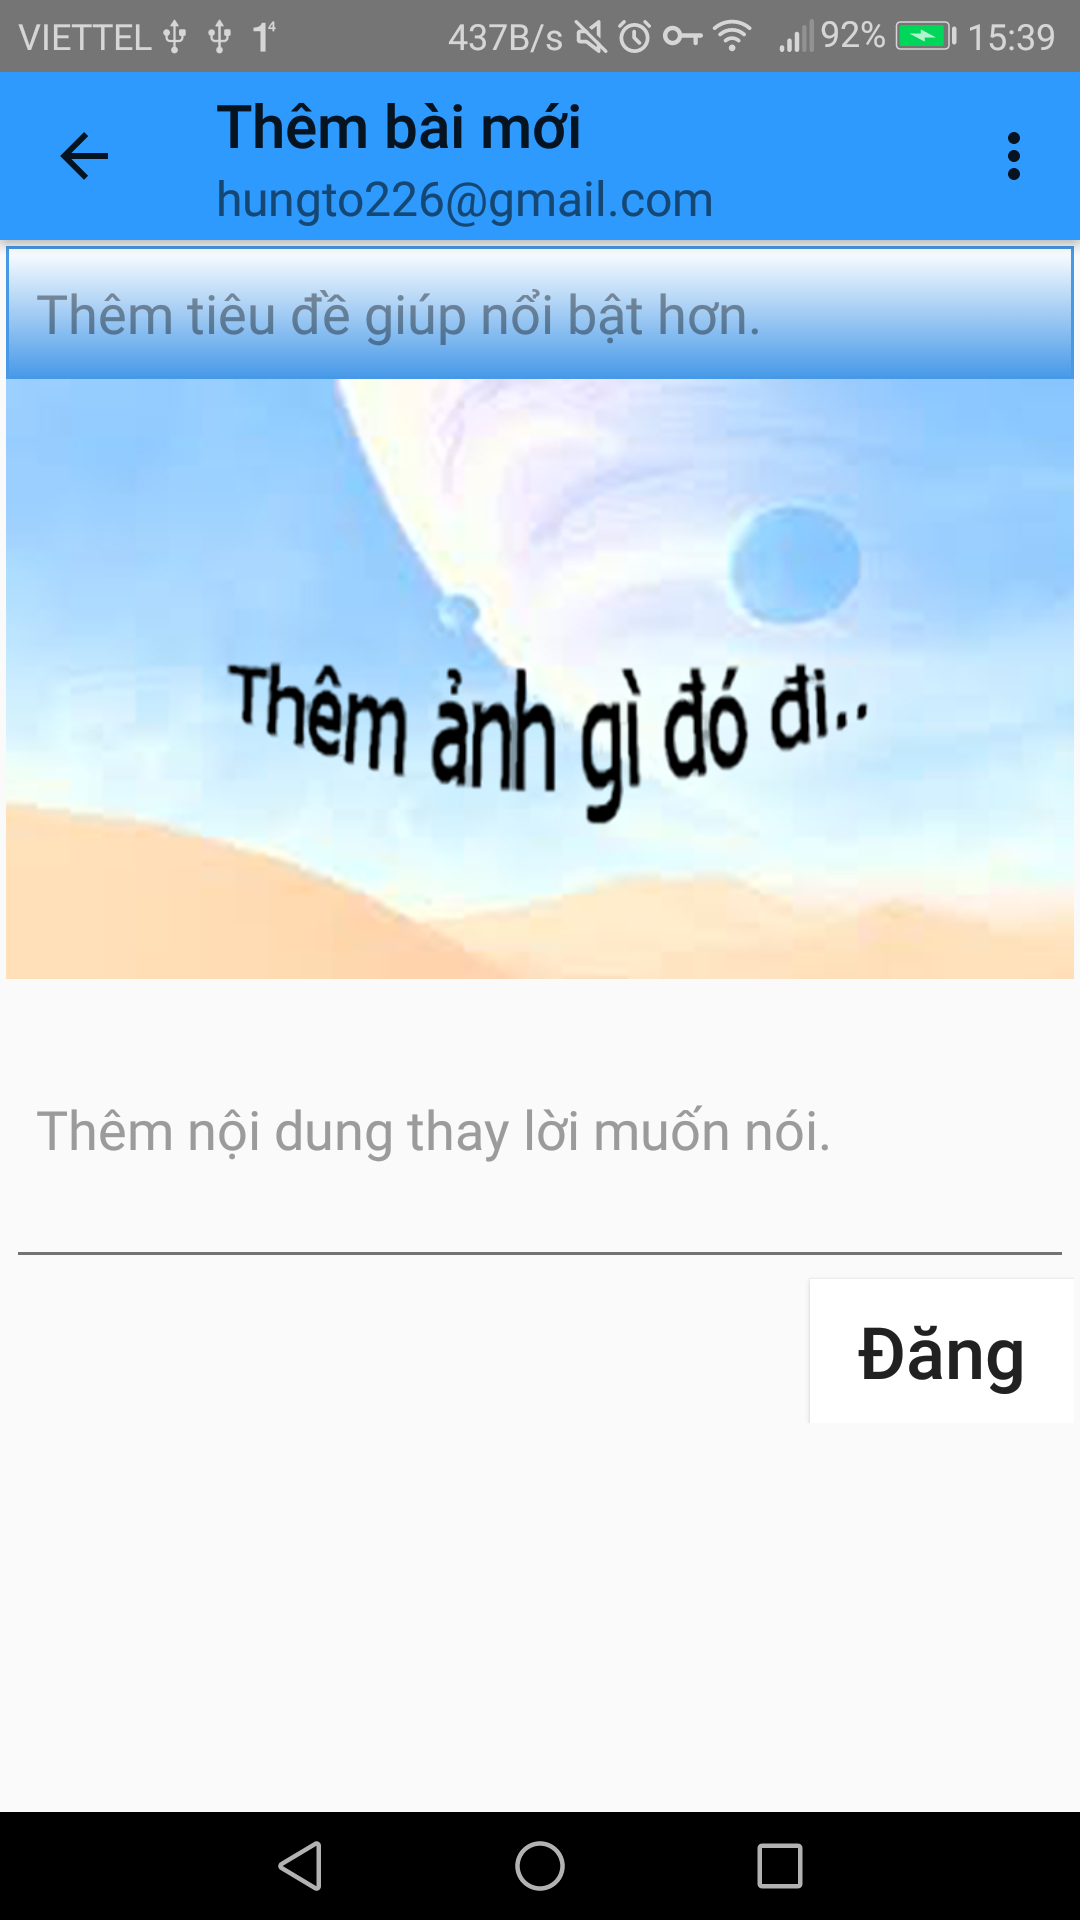 VIETTEL 1⁴ 437B/s 92% 15:39
Thêm bài mới
hungto226@gmail.com
Thêm tiêu đề giúp nổi bật hơn.
Thêm ảnh gì đó đi..
Thêm nội dung thay lời muốn nói.
Đăng